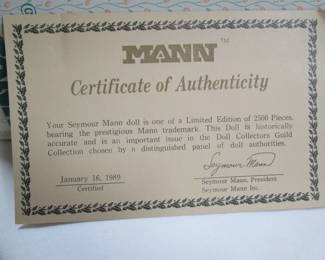 MANN™
Certificate of Authenticity
Your Seymour Mann doll is one of a Limited Edition of 2500 Pieces,
bearing the prestigious Mann trademark. This Doll is historically
accurate and is an important issue in the Doll Collectors Guild
Collection chosen by a distinguished panel of doll authorities.
Seymour Mann
January 16, 1989
Certified
Seymour Mann, President
Seymour Mann Inc.